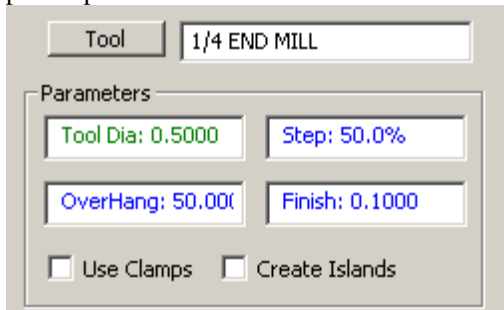 Tool 1/4 END MILL
Parameters
Tool Dia: 0.5000 Step: 50.0%
OverHang: 50.00( Finish: 0.1000
Use Clamps Create Islands